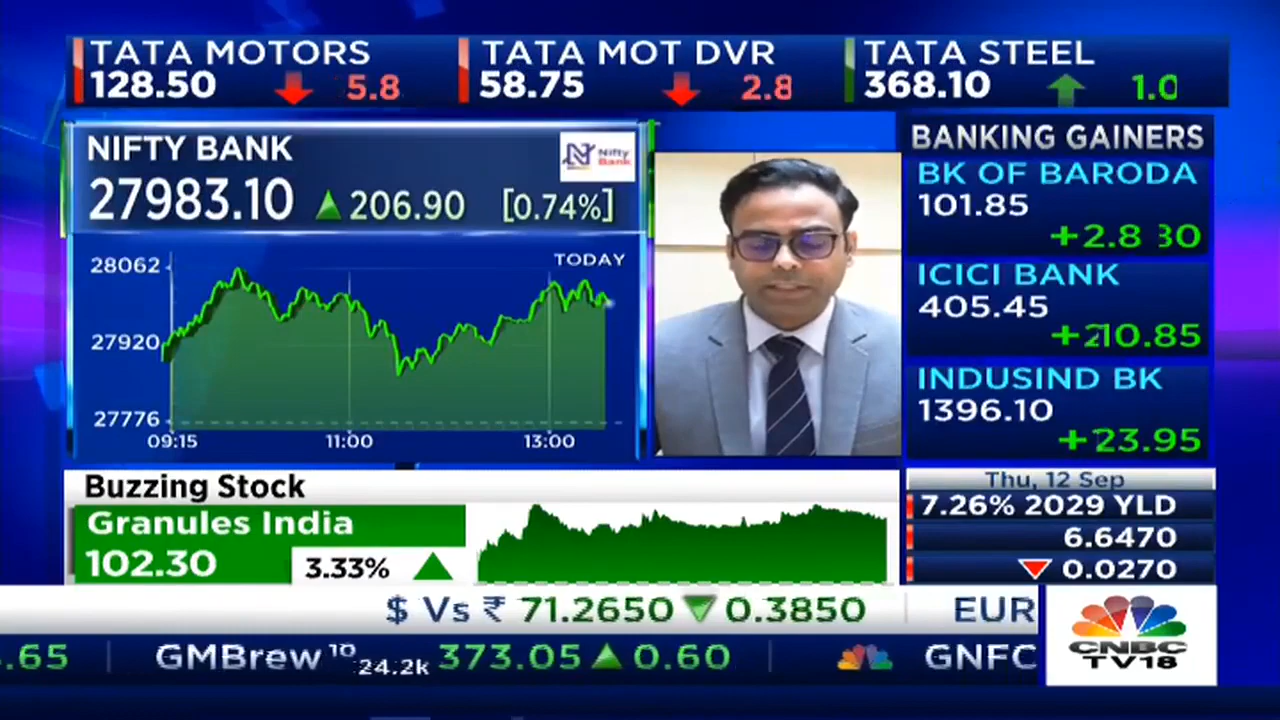 TATA MOTORS
128.50 5.8
TATA MOT DVR
58.75 2.8
TATA STEEL
368.10 1.0
NIFTY BANK
27983.10 206.90 [0.74%]
Nifty
Bank
TODAY
28062
27920
27776
09:15 11:00 13:00
BANKING GAINERS
BK OF BARODA
101.85
ICICI BANK
405.45
INDUSIND BK
1396.10
+23.95
Buzzing Stock
Granules India
102.30 3.33%
Thu, 12 Sep
7.26% 2029 YLD
6.6470
0.0270
$ Vs ₹ 71.2650 0.3850 EUR
.65 GMBrew 10 24.2k 373.05 0.60 GNFC
CNBC
TV18